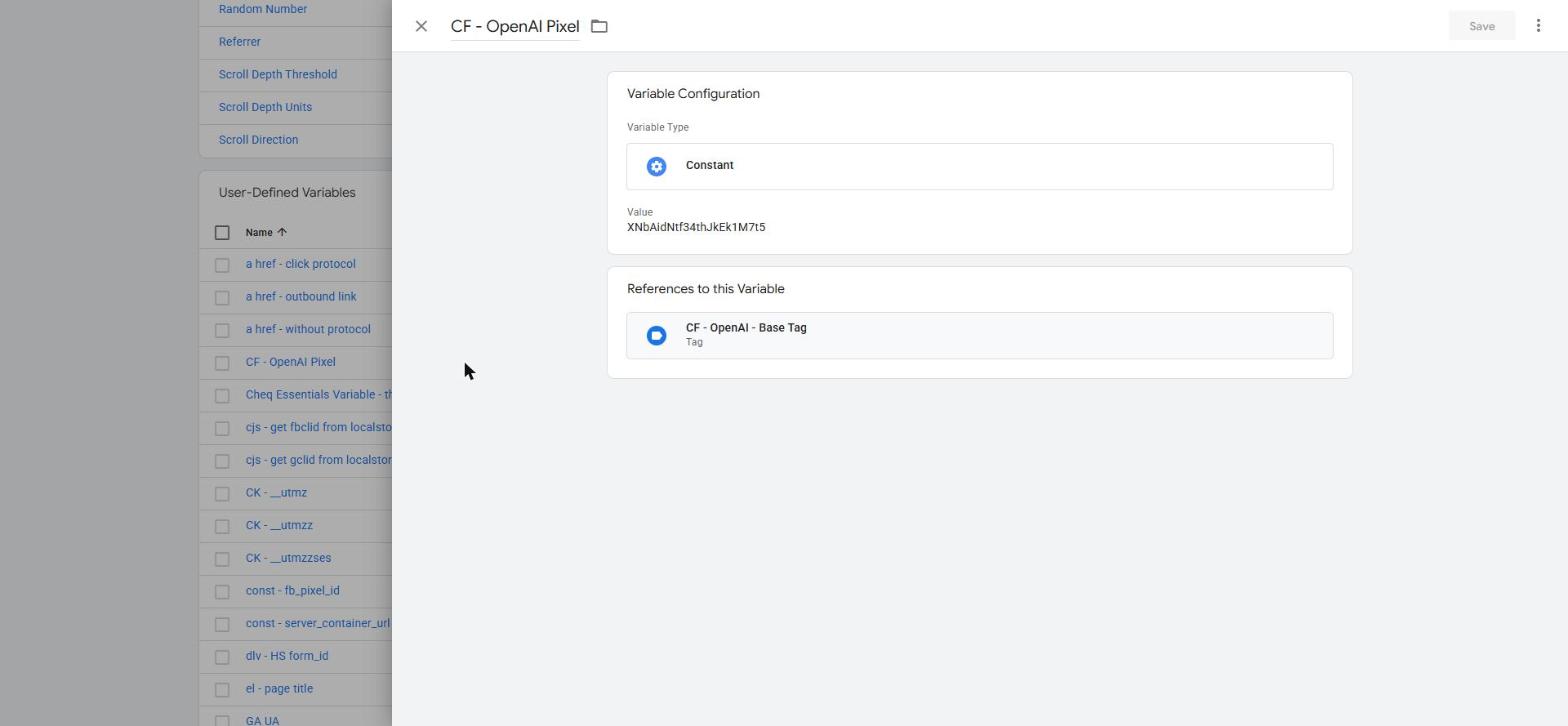 Random Number
Referrer
Scroll Depth Threshold
Scroll Depth Units
Scroll Direction
User-Defined Variables
Name
a href - click protocol
a href - outbound link
a href - without protocol
CF - OpenAI Pixel
Cheq Essentials Variable - th
cjs - get fbclid from localsto
cjs - get gclid from localstor
CK - __utmz
CK - __utmzz
CK - __utmzzses
const - fb_pixel_id
const - server_container_url
dlv - HS form_id
el - page title
GA UA
CF - OpenAI Pixel
Save
Variable Configuration
Variable Type
Constant
Value
XNbAidNtf34thJkEk1M7t5
References to this Variable
CF - OpenAI - Base Tag
Tag